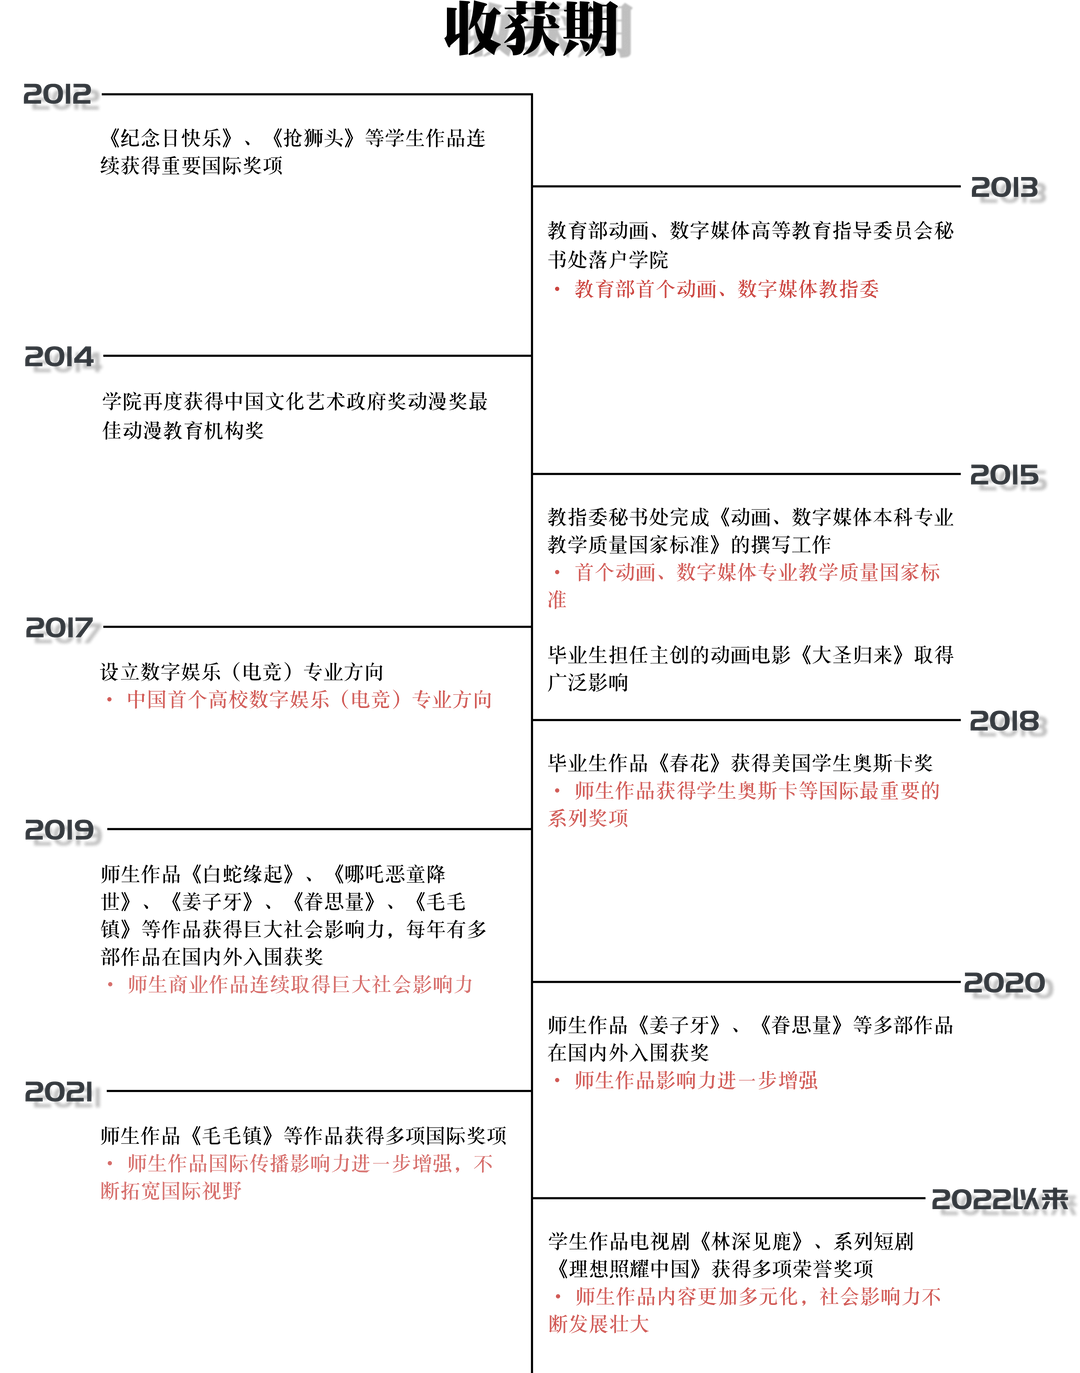 收获期
2012
《纪念日快乐》、《抢狮头》等学生作品连
续获得重要国际奖项
2013
教育部动画、数字媒体高等教育指导委员会秘
书处落户学院
• 教育部首个动画、数字媒体教指委
2014
学院再度获得中国文化艺术政府奖动漫奖最
佳动漫教育机构奖
2015
教指委秘书处完成《动画、数字媒体本科专业
教学质量国家标准》的撰写工作
• 首个动画、数字媒体专业教学质量国家标
准
毕业生担任主创的动画电影《大圣归来》取得
广泛影响
2017
设立数字娱乐（电竞）专业方向
• 中国首个高校数字娱乐（电竞）专业方向
2018
毕业生作品《春花》获得美国学生奥斯卡奖
• 师生作品获得学生奥斯卡等国际最重要的
系列奖项
2019
师生作品《白蛇缘起》、《哪吒恶童降
世》、《姜子牙》、《眷思量》、《毛毛
镇》等作品获得巨大社会影响力，每年有多
部作品在国内外入围获奖
• 师生商业作品连续取得巨大社会影响力
2020
师生作品《姜子牙》、《眷思量》等多部作品
在国内外入围获奖
• 师生作品影响力进一步增强
2021
师生作品《毛毛镇》等作品获得多项国际奖项
• 师生作品国际传播影响力进一步增强，不
断拓宽国际视野
2022以来
学生作品电视剧《林深见鹿》、系列短剧
《理想照耀中国》获得多项荣誉奖项
• 师生作品内容更加多元化，社会影响力不
断发展壮大